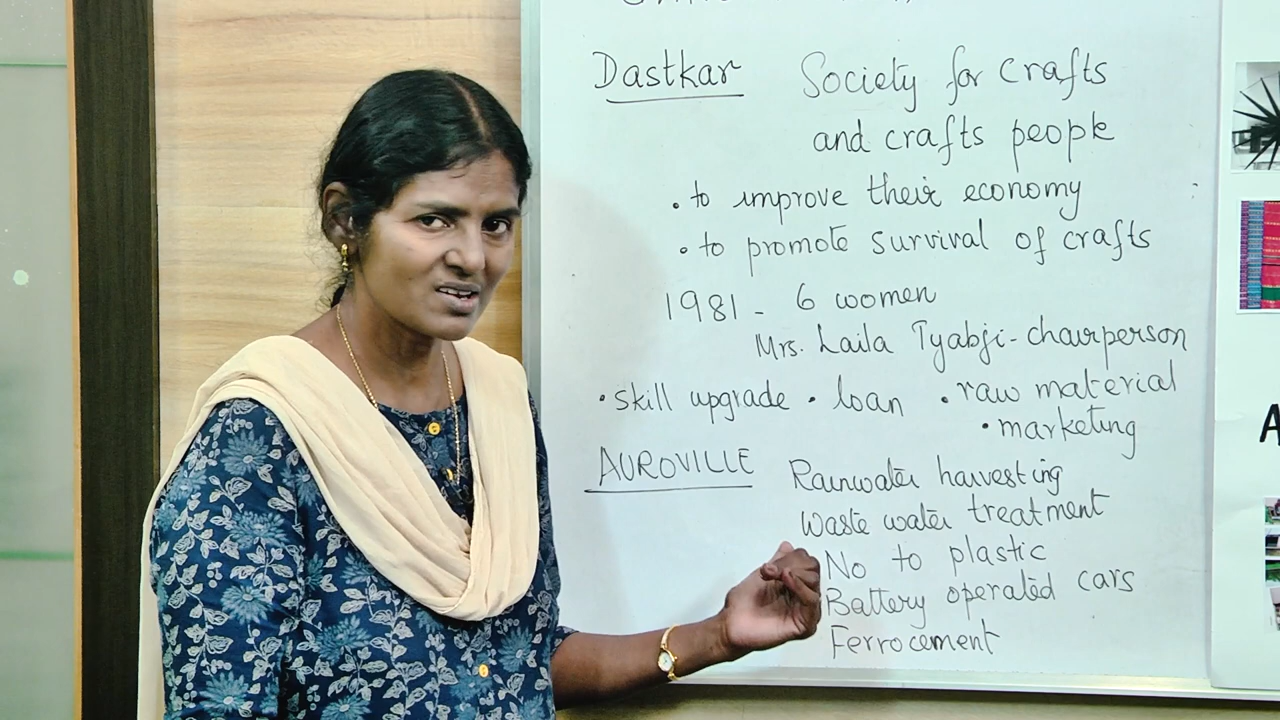 Dastkar Society for crafts
and crafts people
. to improve their economy
. to promote survival of crafts
1981 - 6 women
Mrs. Laila Tyabji - chairperson
. skill upgrade . loan . raw material
. marketing
AUROVILLE Rainwater harvesting
Waste water treatment
No to plastic
Battery operated cars
Ferrocement
A